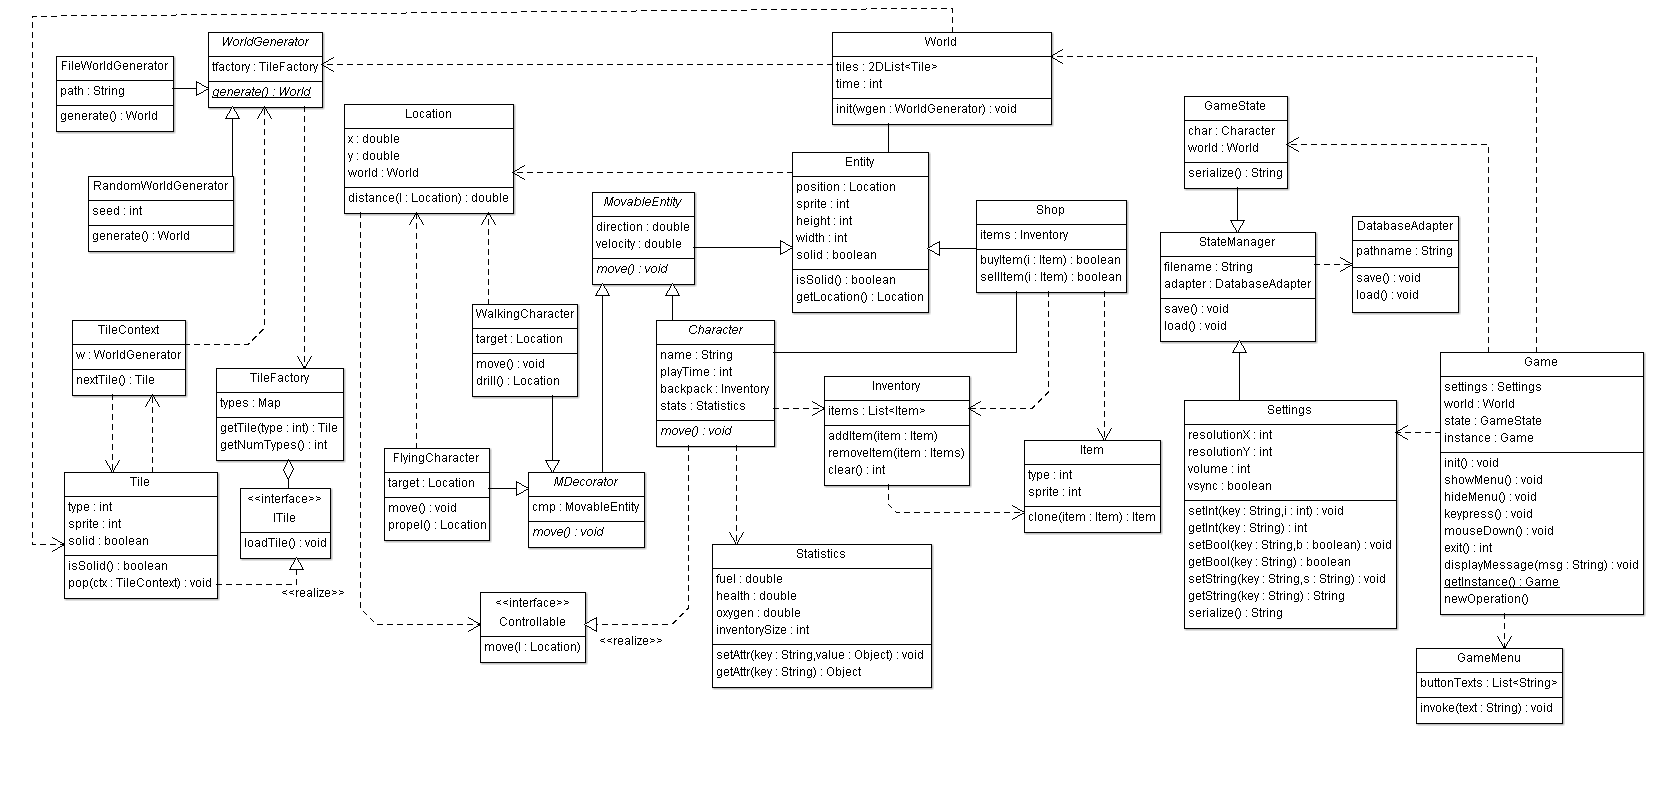 WorldGenerator
tfactory : TileFactory
generate() : World
FileWorldGenerator
path : String
generate() : World
RandomWorldGenerator
seed : int
generate() : World
World
tiles : 2DList<Tile>
time : int
init(wgen : WorldGenerator) : void
Location
x : double
y : double
world : World
distance(l : Location) : double
Entity
position : Location
sprite : int
height : int
width : int
solid : boolean
isSolid() : boolean
getLocation() : Location
MovableEntity
direction : double
velocity : double
move() : void
Shop
items : Inventory
buyItem(i : Item) : boolean
sellItem(i : Item) : boolean
GameState
char : Character
world : World
serialize() : String
StateManager
filename : String
adapter : DatabaseAdapter
save() : void
load() : void
DatabaseAdapter
pathname : String
save() : void
load() : void
TileContext
w : WorldGenerator
nextTile() : Tile
TileFactory
types : Map
getTile(type : int) : Tile
getNumTypes() : int
WalkingCharacter
target : Location
move() : void
drill() : Location
Character
name : String
playTime : int
backpack : Inventory
stats : Statistics
move() : void
Inventory
items : List<Item>
addItem(item : Item)
removeItem(item : Items)
clear() : int
Item
type : int
sprite : int
clone(item : Item) : Item
Settings
resolutionX : int
resolutionY : int
volume : int
vsync : boolean
setInt(key : String,i : int) : void
getInt(key : String) : int
setBool(key : String,b : boolean) : void
getBool(key : String) : boolean
setString(key : String,s : String) : void
getString(key : String) : String
serialize() : String
Game
settings : Settings
world : World
state : GameState
instance : Game
init() : void
showMenu() : void
hideMenu() : void
keypress() : void
mouseDown() : void
exit() : int
displayMessage(msg : String) : void
getInstance() : Game
newOperation()
Tile
type : int
sprite : int
solid : boolean
isSolid() : boolean
pop(ctx : TileContext) : void
<<interface>>
ITile
loadTile() : void
<<realize>>
FlyingCharacter
target : Location
move() : void
propel() : Location
MDecorator
cmp : MovableEntity
move() : void
Statistics
fuel : double
health : double
oxygen : double
inventorySize : int
setAttr(key : String,value : Object) : void
getAttr(key : String) : Object
<<interface>>
Controllable
move(l : Location)
<<realize>>
GameMenu
buttonTexts : List<String>
invoke(text : String) : void